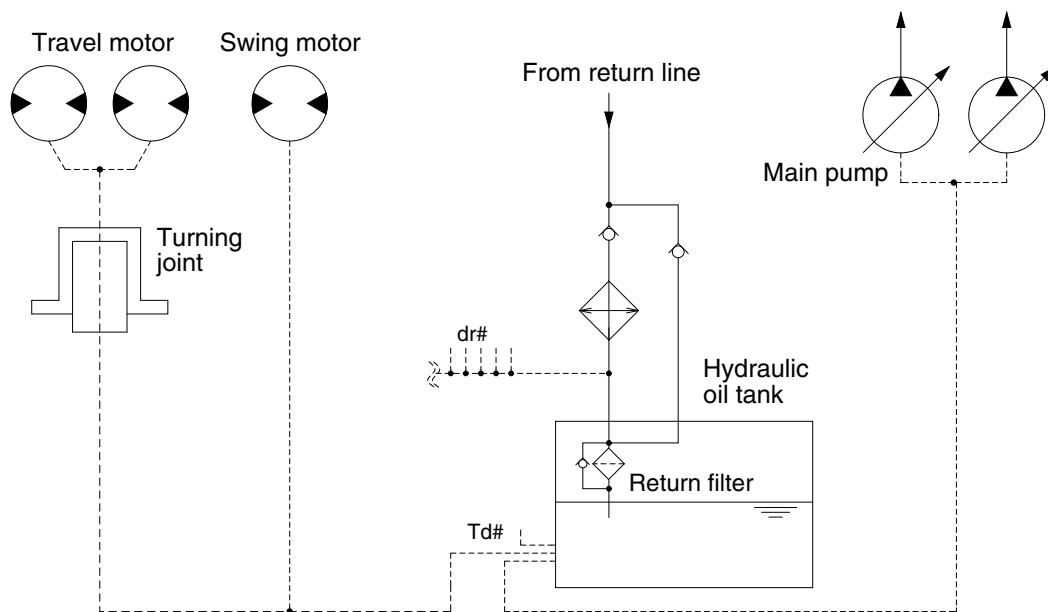 Travel motor
Swing motor
From return line
Main pump
Turning
joint
dr#
Hydraulic
oil tank
Return filter
Td#